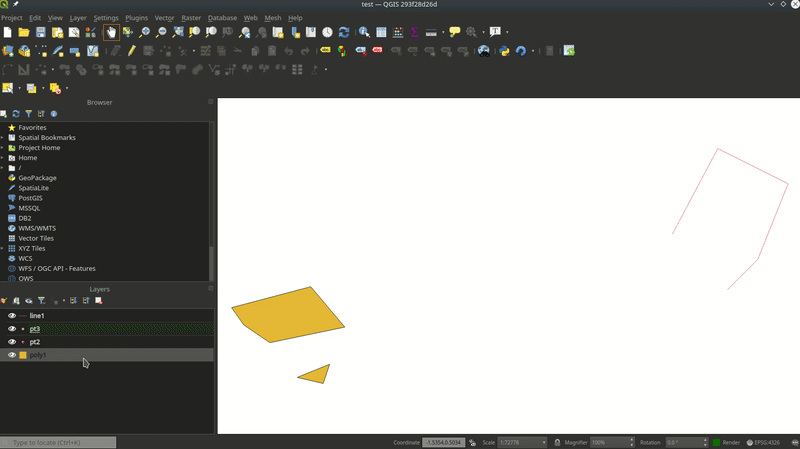 test — QGIS 293f28d26d
Project Edit View Layer Settings Plugins Vector Raster Database Web Mesh Help
Browser
Favorites
Spatial Bookmarks
Project Home
Home
/
GeoPackage
SpatiaLite
PostGIS
MSSQL
DB2
WMS/WMTS
Vector Tiles
XYZ Tiles
WCS
WFS / OGC API - Features
OWS
Layers
line1
pt3
pt2
poly1
Type to locate (Ctrl+K) Coordinate -1.5354,0.5034 Scale 1:72778 Magnifier 100% Rotation 0.0 ° Render EPSG:4326